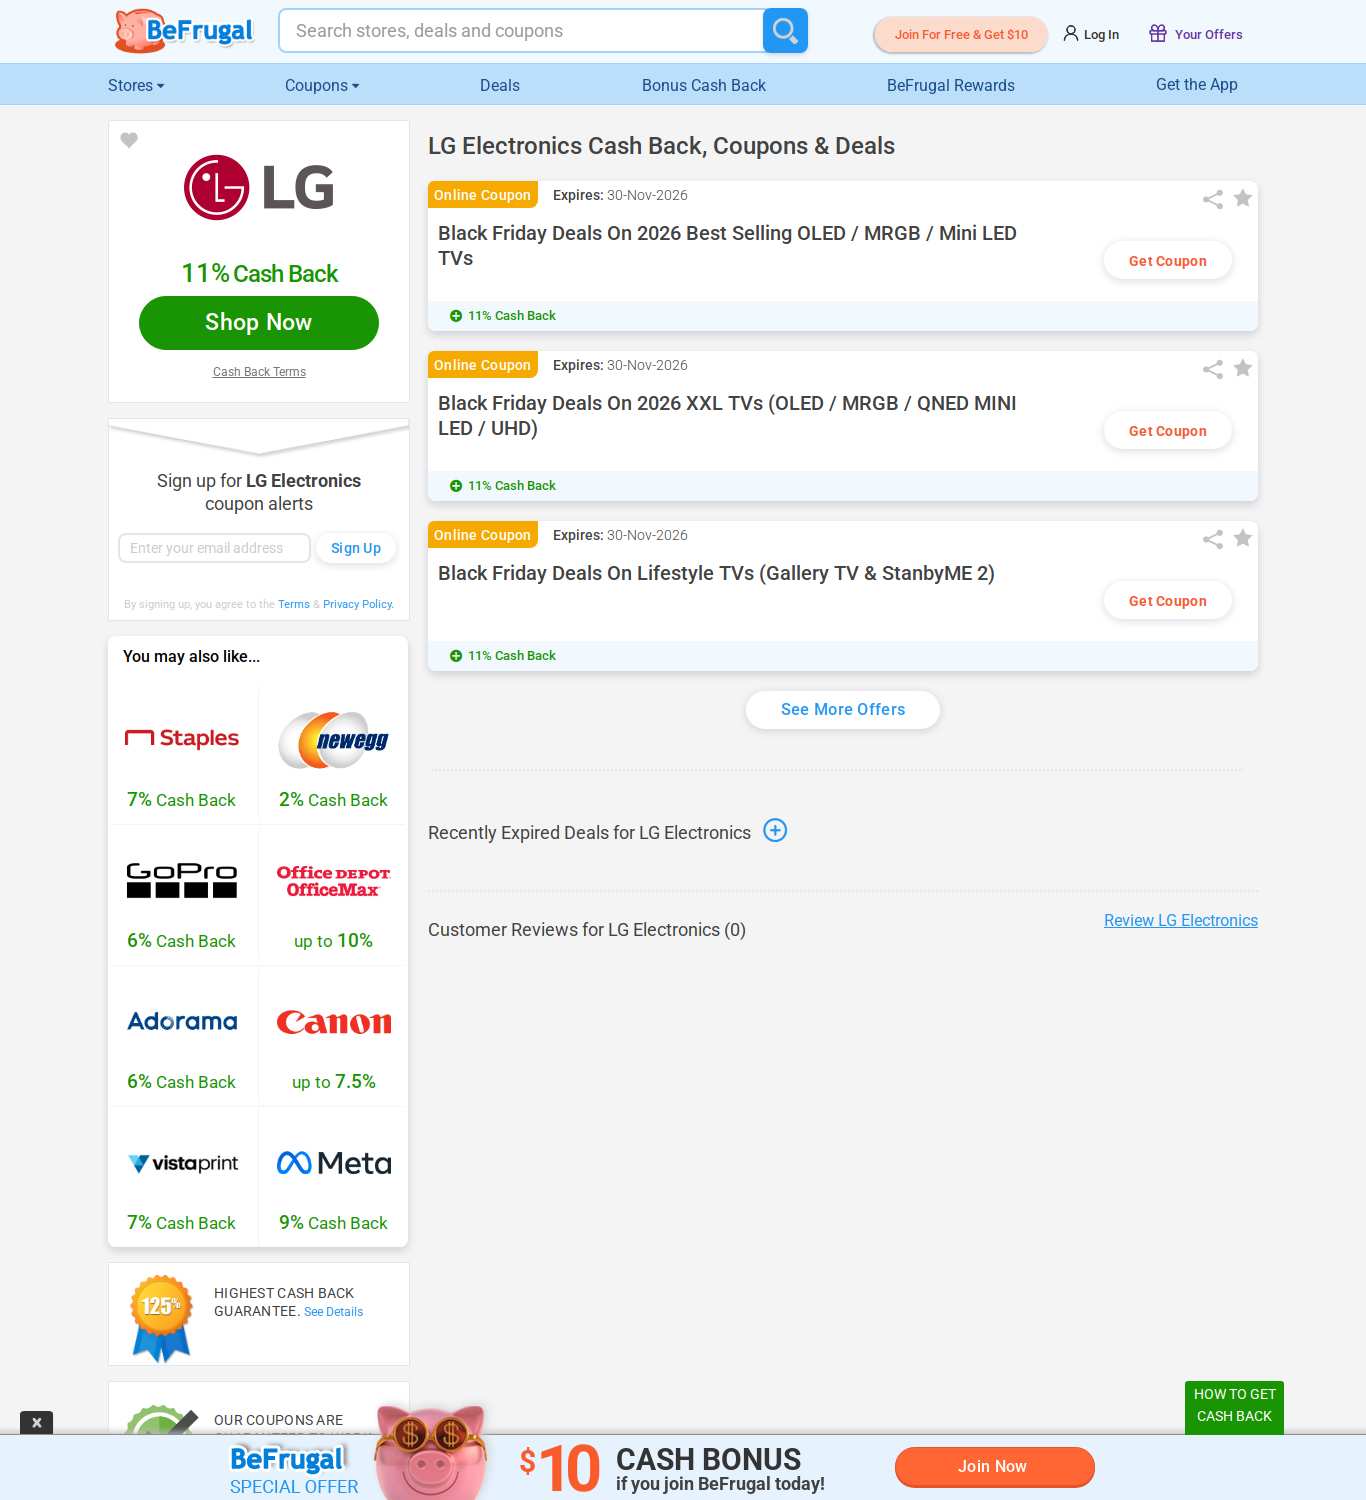 BeFrugal
Search stores, deals and coupons
Join For Free & Get $10
Log In
Your Offers
Stores
Coupons
Deals
Bonus Cash Back
BeFrugal Rewards
Get the App
LG
11% Cash Back
Shop Now
Cash Back Terms
Sign up for LG Electronics
coupon alerts
Enter your email address
Sign Up
By signing up, you agree to the Terms & Privacy Policy.
You may also like...
Staples
newegg
7% Cash Back
2% Cash Back
GoPro
Office DEPOT
OfficeMax
6% Cash Back
up to 10%
Adorama
Canon
6% Cash Back
up to 7.5%
vistaprint
Meta
7% Cash Back
9% Cash Back
125%
HIGHEST CASH BACK
GUARANTEE. See Details
OUR COUPONS ARE
LG Electronics Cash Back, Coupons & Deals
Online Coupon
Expires: 30-Nov-2026
Black Friday Deals On 2026 Best Selling OLED / MRGB / Mini LED
TVs
Get Coupon
11% Cash Back
Online Coupon
Expires: 30-Nov-2026
Black Friday Deals On 2026 XXL TVs (OLED / MRGB / QNED MINI
LED / UHD)
Get Coupon
11% Cash Back
Online Coupon
Expires: 30-Nov-2026
Black Friday Deals On Lifestyle TVs (Gallery TV & StanbyME 2)
Get Coupon
11% Cash Back
See More Offers
Recently Expired Deals for LG Electronics
Customer Reviews for LG Electronics (0)
Review LG Electronics
HOW TO GET
CASH BACK
x
BeFrugal
SPECIAL OFFER
$ $
$10
CASH BONUS
if you join BeFrugal today!
Join Now